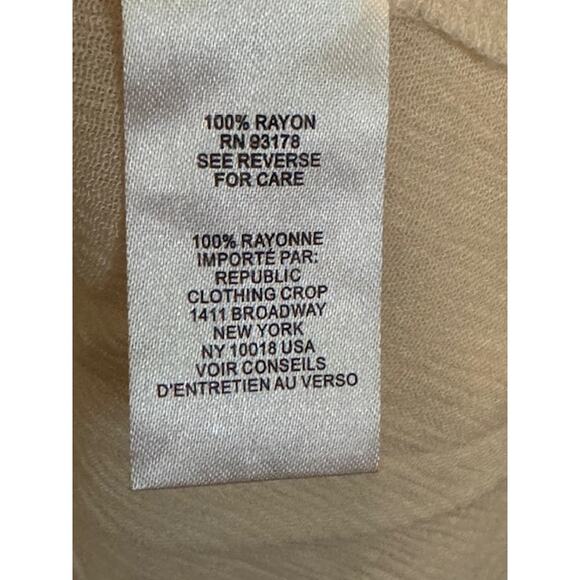 100% RAYON
RN 93178
SEE REVERSE
FOR CARE
100% RAYONNE
IMPORTÉ PAR:
REPUBLIC
CLOTHING CROP
1411 BROADWAY
NEW YORK
NY 10018 USA
VOIR CONSEILS
D'ENTRETIEN AU VERSO